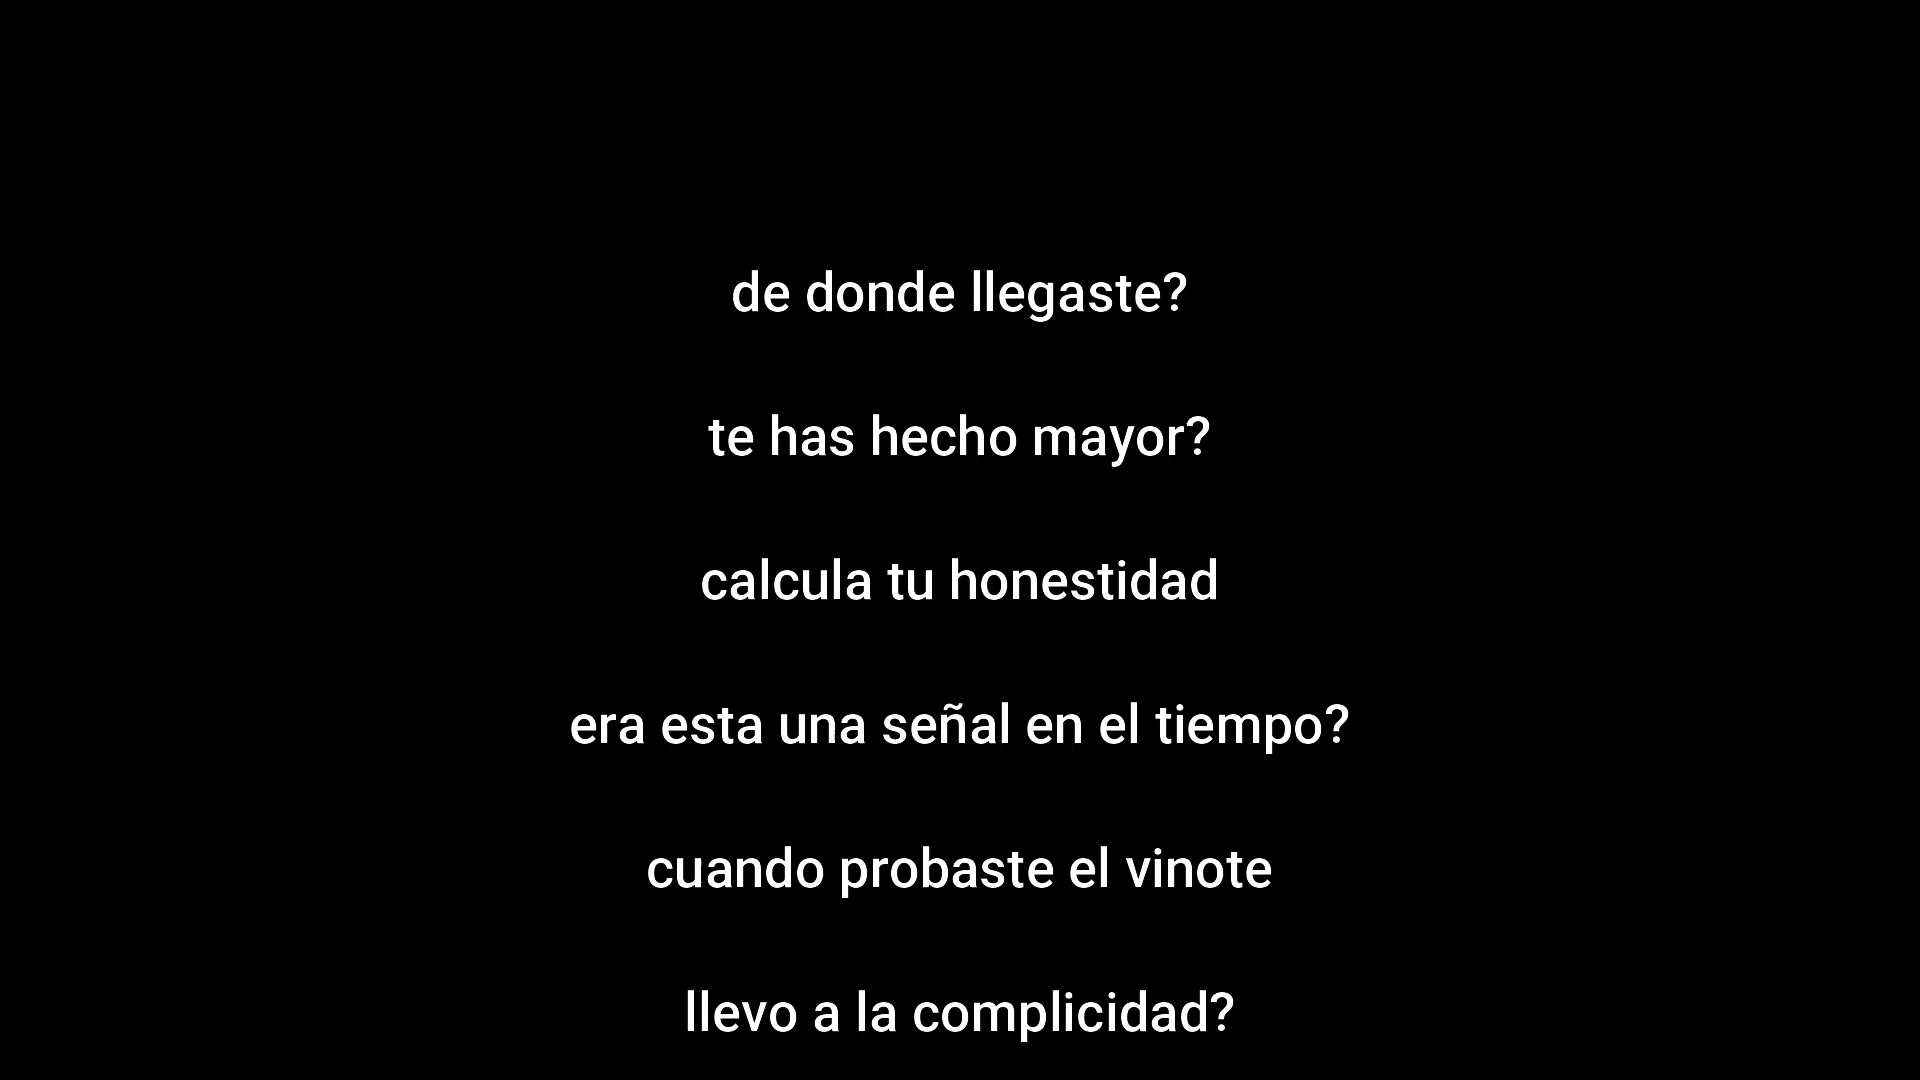 de donde llegaste?
te has hecho mayor?
calcula tu honestidad
era esta una señal en el tiempo?
cuando probaste el vinote
llevo a la complicidad?